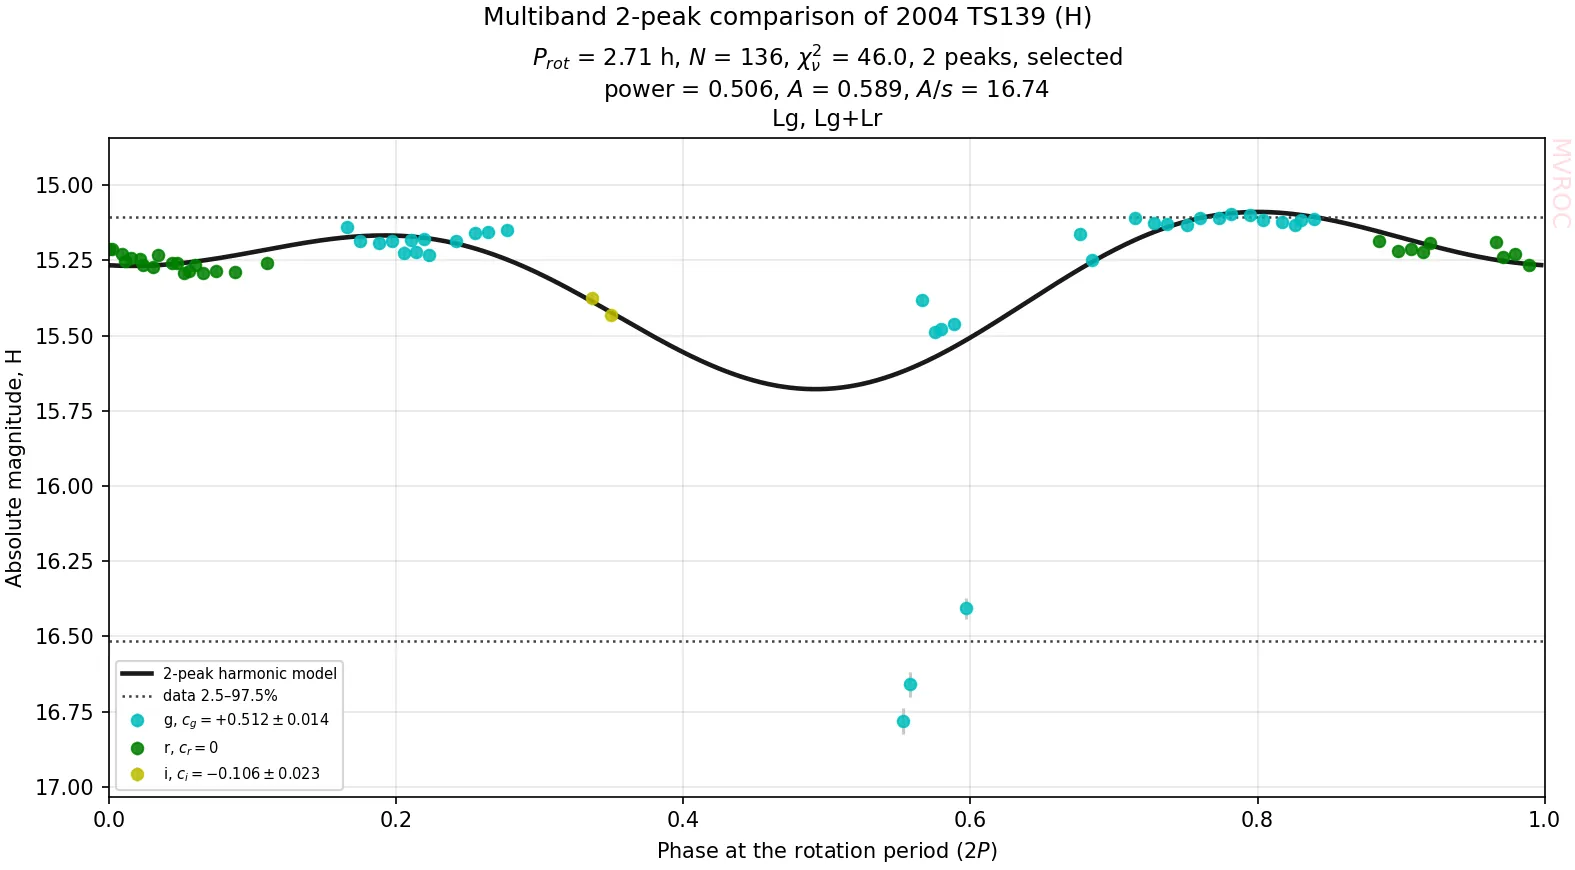 Multiband 2-peak comparison of 2004 TS139 (H)
P_rot = 2.71 h, N = 136, χ²_ν = 46.0, 2 peaks, selected
power = 0.506, A = 0.589, A/s = 16.74
Lg, Lg+Lr
MVROC
Absolute magnitude, H
15.00
15.25
15.50
15.75
16.00
16.25
16.50
16.75
17.00
2-peak harmonic model
data 2.5–97.5%
g, c_g = +0.512 ± 0.014
r, c_r = 0
i, c_i = −0.106 ± 0.023
0.0 0.2 0.4 0.6 0.8 1.0
Phase at the rotation period (2P)